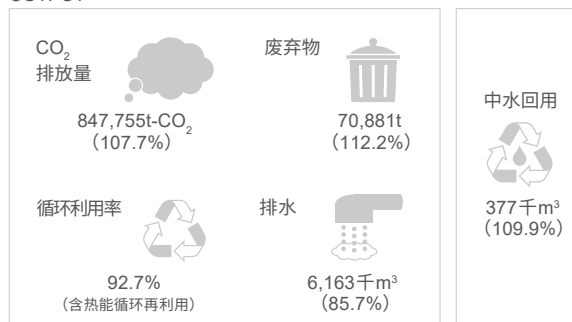 CO₂
排放量
847,755t-CO₂
（107.7%）
废弃物
70,881t
（112.2%）
循环利用率
92.7%
（含热能循环再利用）
排水
6,163千m³
（85.7%）
中水回用
377千m³
（109.9%）